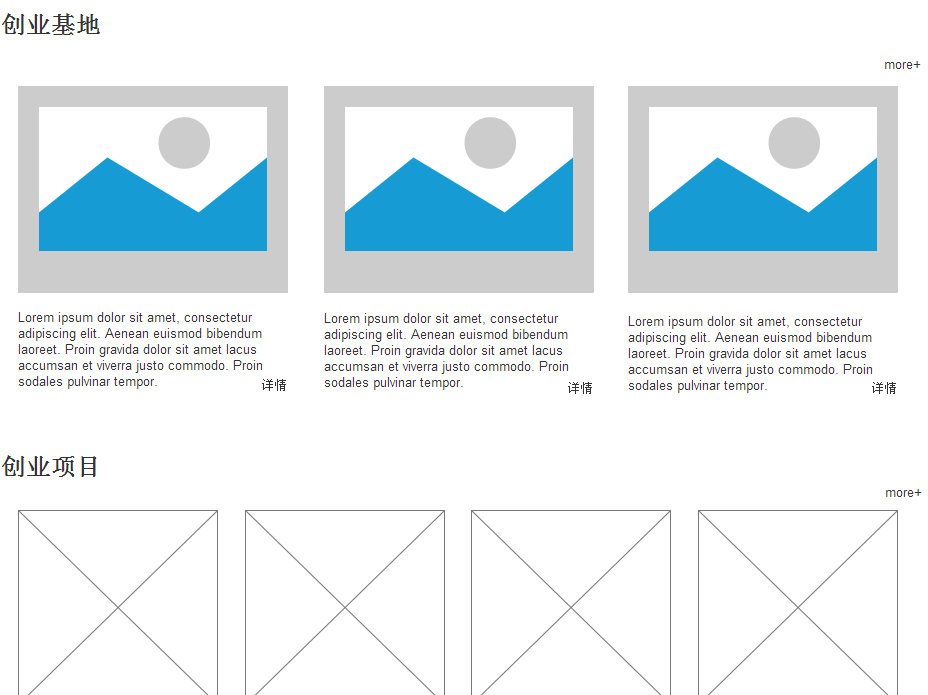 创业基地
more+
Lorem ipsum dolor sit amet, consectetur
adipiscing elit. Aenean euismod bibendum
laoreet. Proin gravida dolor sit amet lacus
accumsan et viverra justo commodo. Proin
sodales pulvinar tempor.
详情
Lorem ipsum dolor sit amet, consectetur
adipiscing elit. Aenean euismod bibendum
laoreet. Proin gravida dolor sit amet lacus
accumsan et viverra justo commodo. Proin
sodales pulvinar tempor.
详情
Lorem ipsum dolor sit amet, consectetur
adipiscing elit. Aenean euismod bibendum
laoreet. Proin gravida dolor sit amet lacus
accumsan et viverra justo commodo. Proin
sodales pulvinar tempor.
详情
创业项目
more+